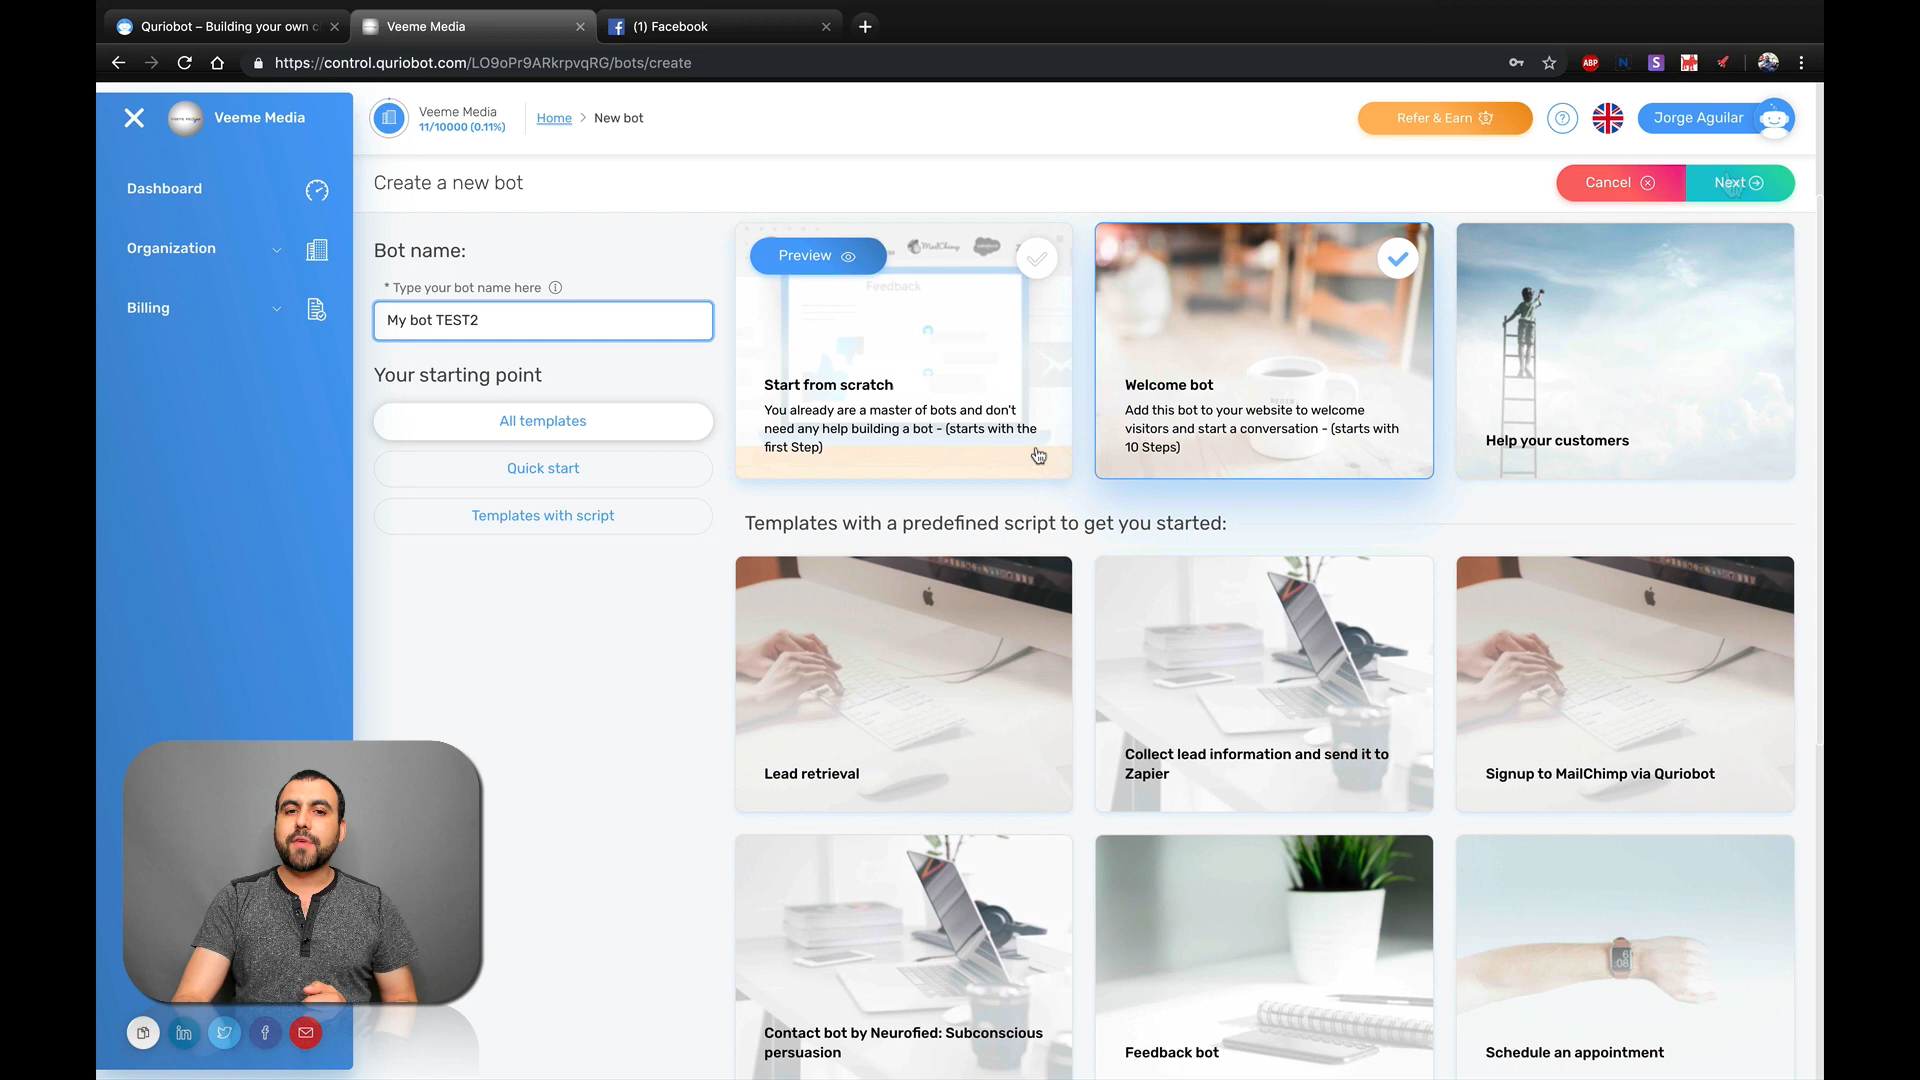 Quriobot – Building your own c
Veeme Media
(1) Facebook
https://control.quriobot.com/LO9oPr9ARkrpvqRG/bots/create
ABP
N
S
Veeme Media
Veeme Media
11/10000 (0.11%)
Home > New bot
Refer & Earn
Jorge Aguilar
Dashboard
Organization
Billing
Create a new bot
Cancel
Next
Bot name:
* Type your bot name here
My bot TEST2
Your starting point
All templates
Quick start
Templates with script
Preview
MailChimp
Feedback
Start from scratch
You already are a master of bots and don't
need any help building a bot - (starts with the
first Step)
Welcome bot
Add this bot to your website to welcome
visitors and start a conversation - (starts with
10 Steps)
Help your customers
Templates with a predefined script to get you started:
Lead retrieval
Collect lead information and send it to
Zapier
Signup to MailChimp via Quriobot
Contact bot by Neurofied: Subconscious
persuasion
Feedback bot
Schedule an appointment